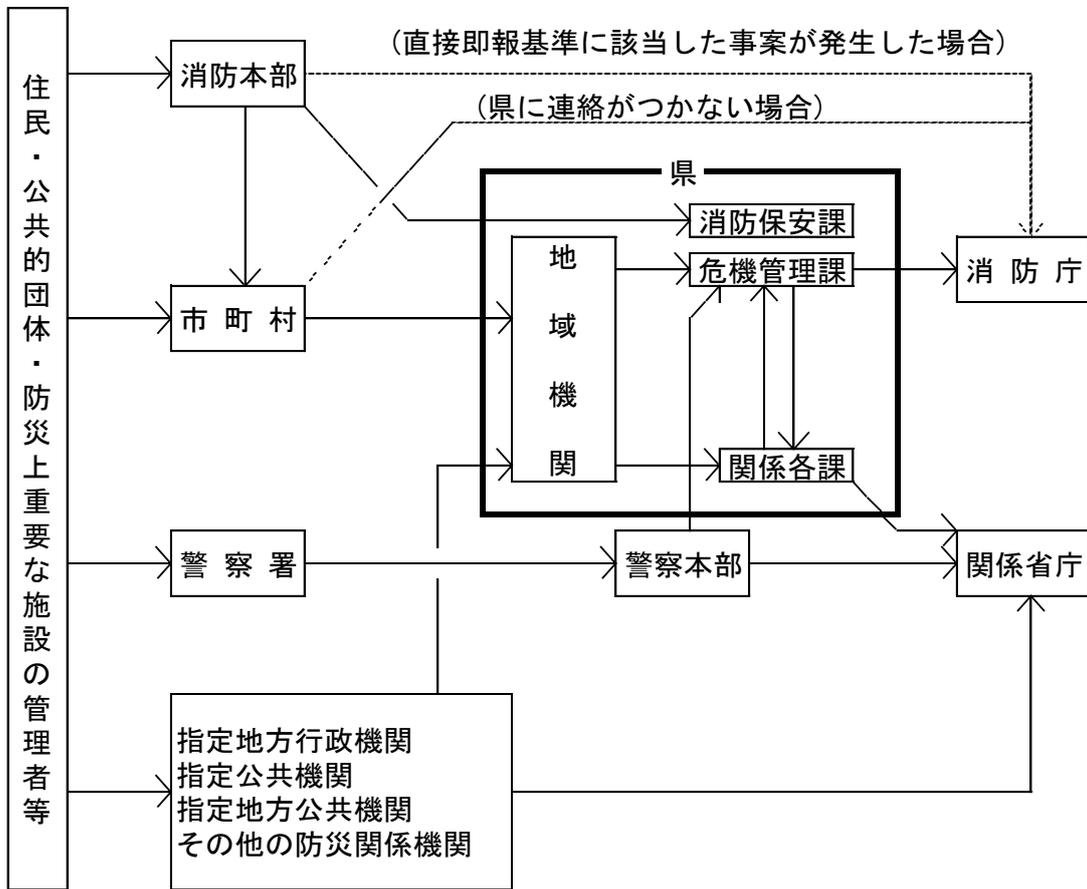 住民・公共的団体・防災上重要な施設の管理者等
(直接即報基準に該当した事案が発生した場合)
消防本部
(県に連絡がつかない場合)
県
消防保安課
地域機関
危機管理課
消防庁
市町村
関係各課
警察署
警察本部
関係省庁
指定地方行政機関
指定公共機関
指定地方公共機関
その他の防災関係機関